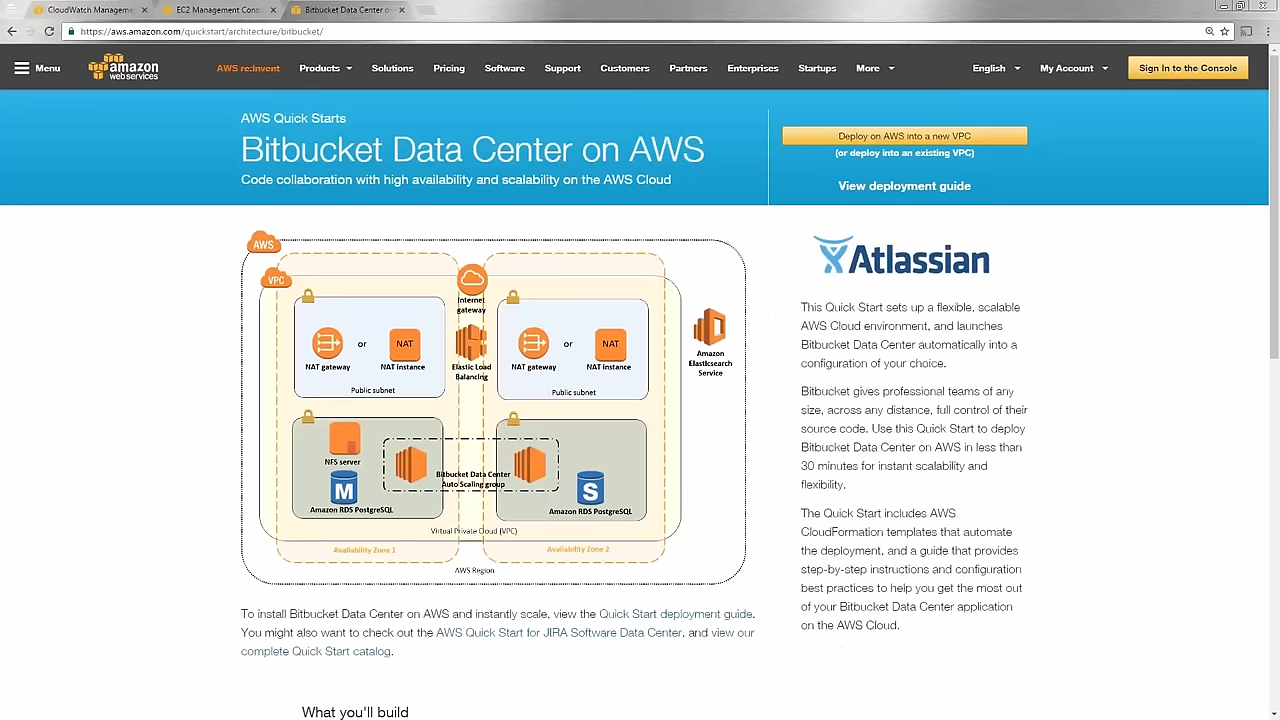 CloudWatch Manageme
EC2 Management Conso
Bitbucket Data Center o
https://aws.amazon.com/quickstart/architecture/bitbucket/
Menu
amazon
web services
AWS re:Invent
Products
Solutions
Pricing
Software
Support
Customers
Partners
Enterprises
Startups
More
English
My Account
Sign In to the Console
AWS Quick Starts
Bitbucket Data Center on AWS
Code collaboration with high availability and scalability on the AWS Cloud
Deploy on AWS into a new VPC
(or deploy into an existing VPC)
View deployment guide
AWS
VPC
Internet
gateway
NAT gateway
or
NAT
NAT instance
Public subnet
Elastic Load
Balancing
NAT gateway
or
NAT
NAT instance
Public subnet
Amazon
Elasticsearch
Service
NFS server
M
Amazon RDS PostgreSQL
Bitbucket Data Center
Auto Scaling group
S
Amazon RDS PostgreSQL
Virtual Private Cloud (VPC)
Availability Zone 1
Availability Zone 2
AWS Region
To install Bitbucket Data Center on AWS and instantly scale, view the Quick Start deployment guide.
You might also want to check out the AWS Quick Start for JIRA Software Data Center, and view our
complete Quick Start catalog.
What you'll build
Atlassian
This Quick Start sets up a flexible, scalable
AWS Cloud environment, and launches
Bitbucket Data Center automatically into a
configuration of your choice.
Bitbucket gives professional teams of any
size, across any distance, full control of their
source code. Use this Quick Start to deploy
Bitbucket Data Center on AWS in less than
30 minutes for instant scalability and
flexibility.
The Quick Start includes AWS
CloudFormation templates that automate
the deployment, and a guide that provides
step-by-step instructions and configuration
best practices to help you get the most out
of your Bitbucket Data Center application
on the AWS Cloud.